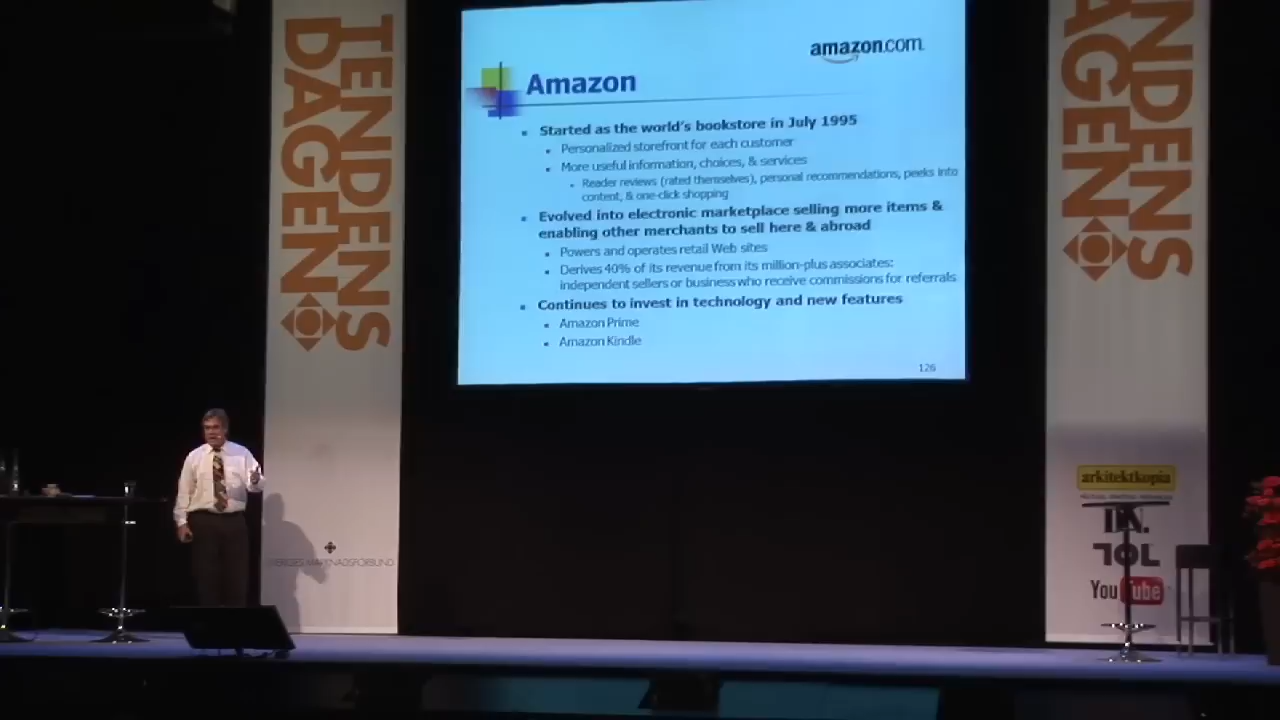 TENDENS
DAGEN
amazon.com
Amazon
Started as the world's bookstore in July 1995
Personalized storefront for each customer
More useful information, choices, & services
Reader reviews (rated themselves), personal recommendations, peeks into
content, & one-click shopping
Evolved into electronic marketplace selling more items &
enabling other merchants to sell here & abroad
Powers and operates retail Web sites
Derives 40% of its revenue from its million-plus associates:
independent sellers or business who receive commissions for referrals
Continues to invest in technology and new features
Amazon Prime
Amazon Kindle
126
NDENS
AGEN
SVERIGES MARKNADSFÖRBUND
arkitektkopia
YouTube